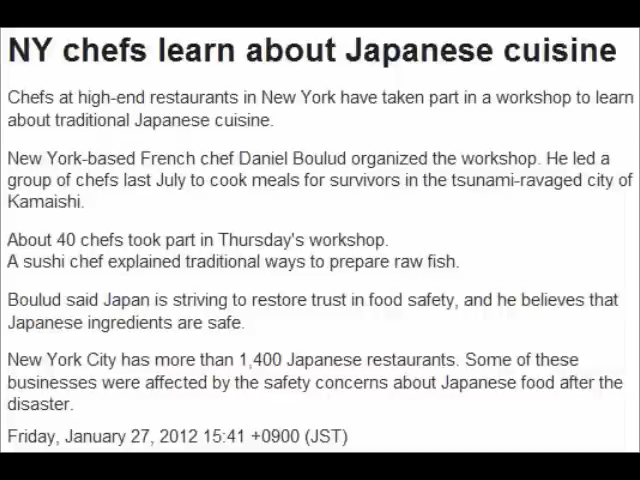 NY chefs learn about Japanese cuisine
Chefs at high-end restaurants in New York have taken part in a workshop to learn
about traditional Japanese cuisine.
New York-based French chef Daniel Boulud organized the workshop. He led a
group of chefs last July to cook meals for survivors in the tsunami-ravaged city of
Kamaishi.
About 40 chefs took part in Thursday's workshop.
A sushi chef explained traditional ways to prepare raw fish.
Boulud said Japan is striving to restore trust in food safety, and he believes that
Japanese ingredients are safe.
New York City has more than 1,400 Japanese restaurants. Some of these
businesses were affected by the safety concerns about Japanese food after the
disaster.
Friday, January 27, 2012 15:41 +0900 (JST)